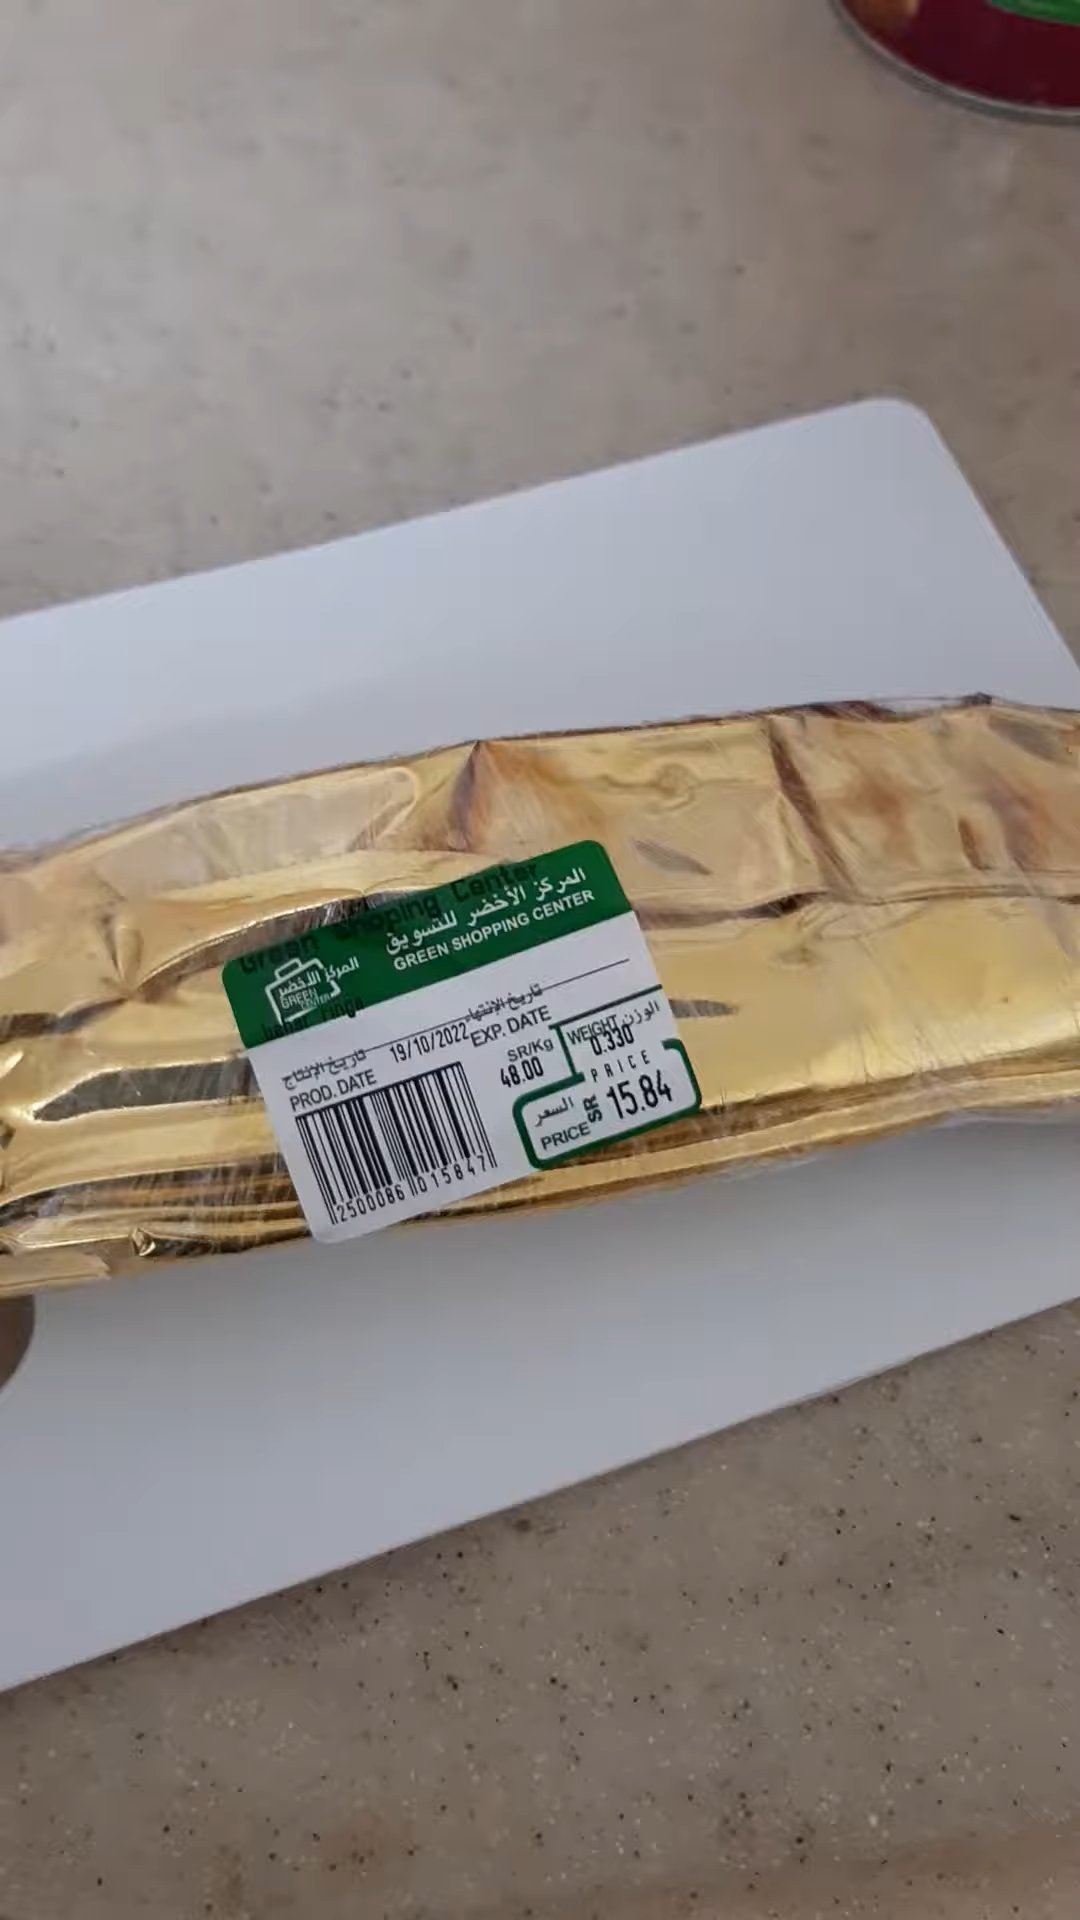 Green Shopping Center
المركز الأخضر للتسويق
GREEN SHOPPING CENTER
المركز الأخضر
GREEN CENTER
تاريخ الإنتاج
PROD. DATE
19/10/2022
تاريخ الإنتهاء
EXP. DATE
SR/Kg
48.00
WEIGHT الوزن
0.330
PRICE
السعر
PRICE
SR 15.84
2500086 015847